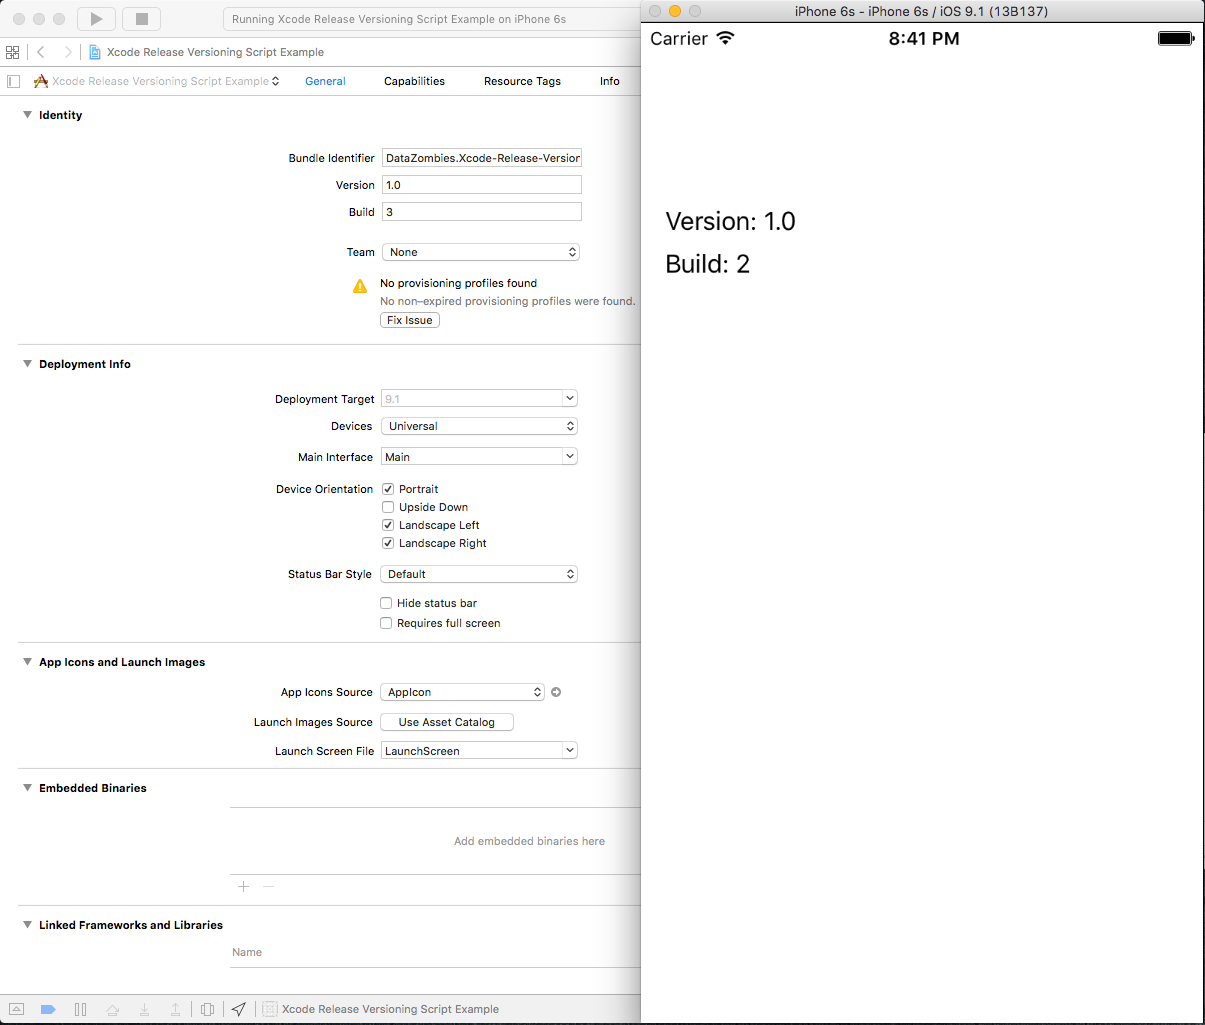 Running Xcode Release Versioning Script Example on iPhone 6s
Xcode Release Versioning Script Example
Xcode Release Versioning Script Example General Capabilities Resource Tags Info
Identity
Bundle Identifier DataZombies.Xcode-Release-Version
Version 1.0
Build 3
Team None
No provisioning profiles found
No non-expired provisioning profiles were found.
Fix Issue
Deployment Info
Deployment Target 9.1
Devices Universal
Main Interface Main
Device Orientation Portrait
Upside Down
Landscape Left
Landscape Right
Status Bar Style Default
Hide status bar
Requires full screen
App Icons and Launch Images
App Icons Source AppIcon
Launch Images Source Use Asset Catalog
Launch Screen File LaunchScreen
Embedded Binaries
Add embedded binaries here
Linked Frameworks and Libraries
Name
Xcode Release Versioning Script Example
iPhone 6s - iPhone 6s / iOS 9.1 (13B137)
Carrier 8:41 PM
Version: 1.0
Build: 2